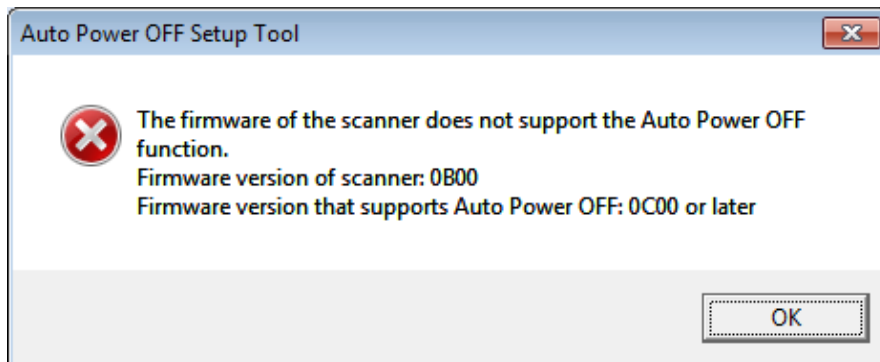 Auto Power OFF Setup Tool
The firmware of the scanner does not support the Auto Power OFF
function.
Firmware version of scanner: 0B00
Firmware version that supports Auto Power OFF: 0C00 or later
OK